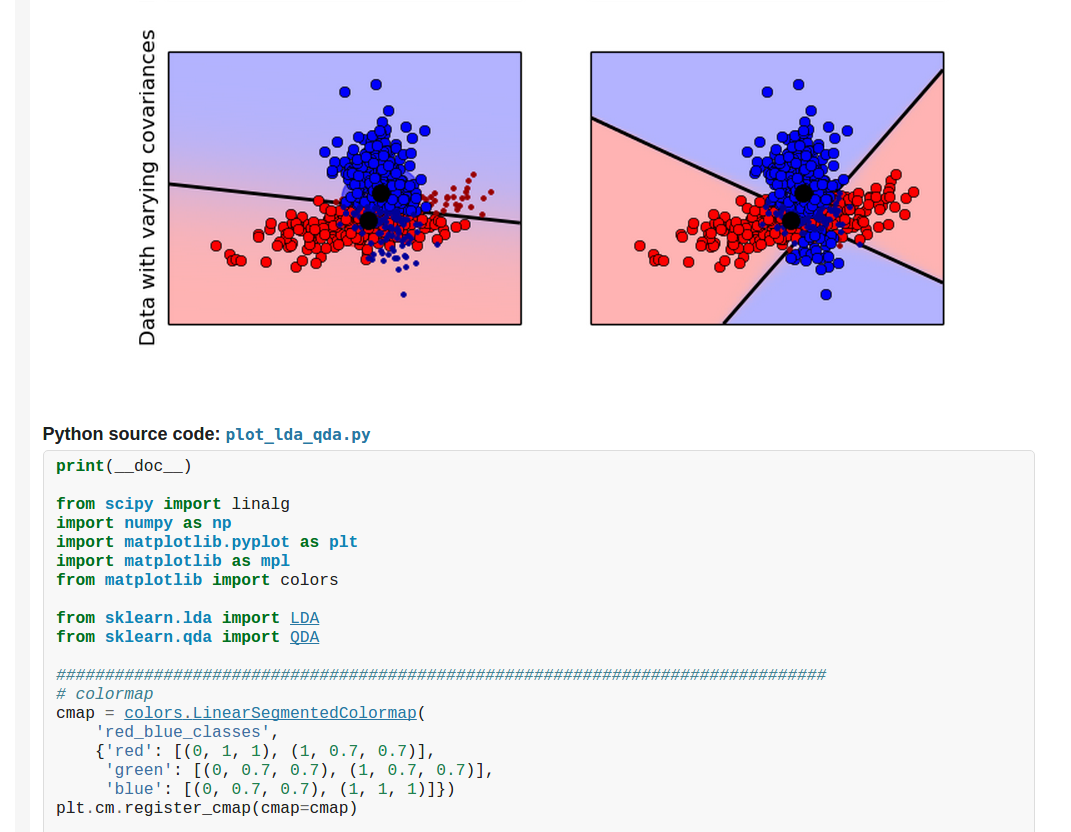 Data with varying covariances
Python source code: plot_lda_qda.py
print(__doc__)
from scipy import linalg
import numpy as np
import matplotlib.pyplot as plt
import matplotlib as mpl
from matplotlib import colors
from sklearn.lda import LDA
from sklearn.qda import QDA
###############################################################################
# colormap
cmap = colors.LinearSegmentedColormap(
    'red_blue_classes',
    {'red': [(0, 1, 1), (1, 0.7, 0.7)],
     'green': [(0, 0.7, 0.7), (1, 0.7, 0.7)],
     'blue': [(0, 0.7, 0.7), (1, 1, 1)]})
plt.cm.register_cmap(cmap=cmap)